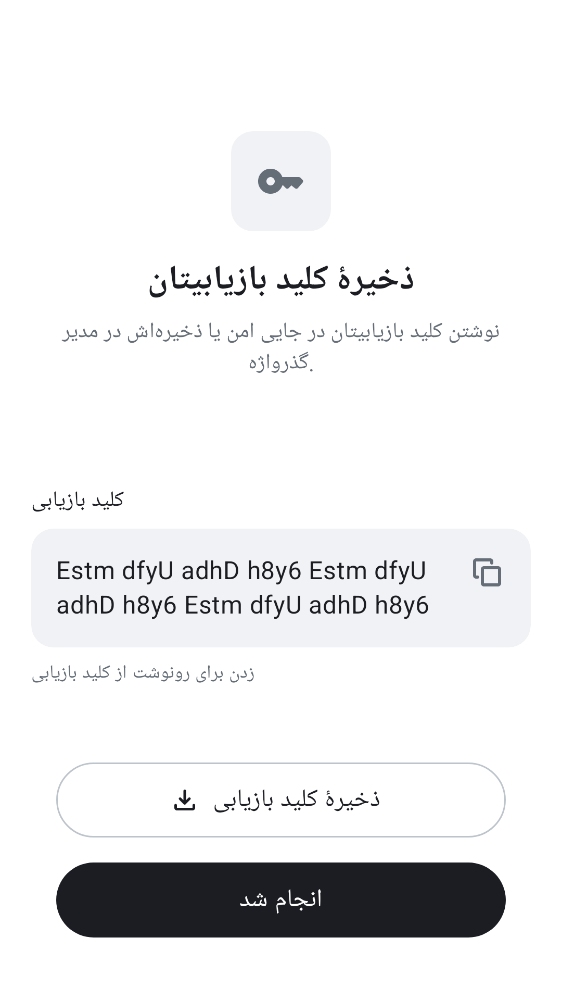 ذخیرهٔ کلید بازیابیتان
نوشتن کلید بازیابیتان در جایی امن یا ذخیره‌اش در مدیر
گذرواژه.
کلید بازیابی
Estm dfyU adhD h8y6 Estm dfyU
adhD h8y6 Estm dfyU adhD h8y6
زدن برای رونوشت از کلید بازیابی
ذخیرهٔ کلید بازیابی
انجام شد